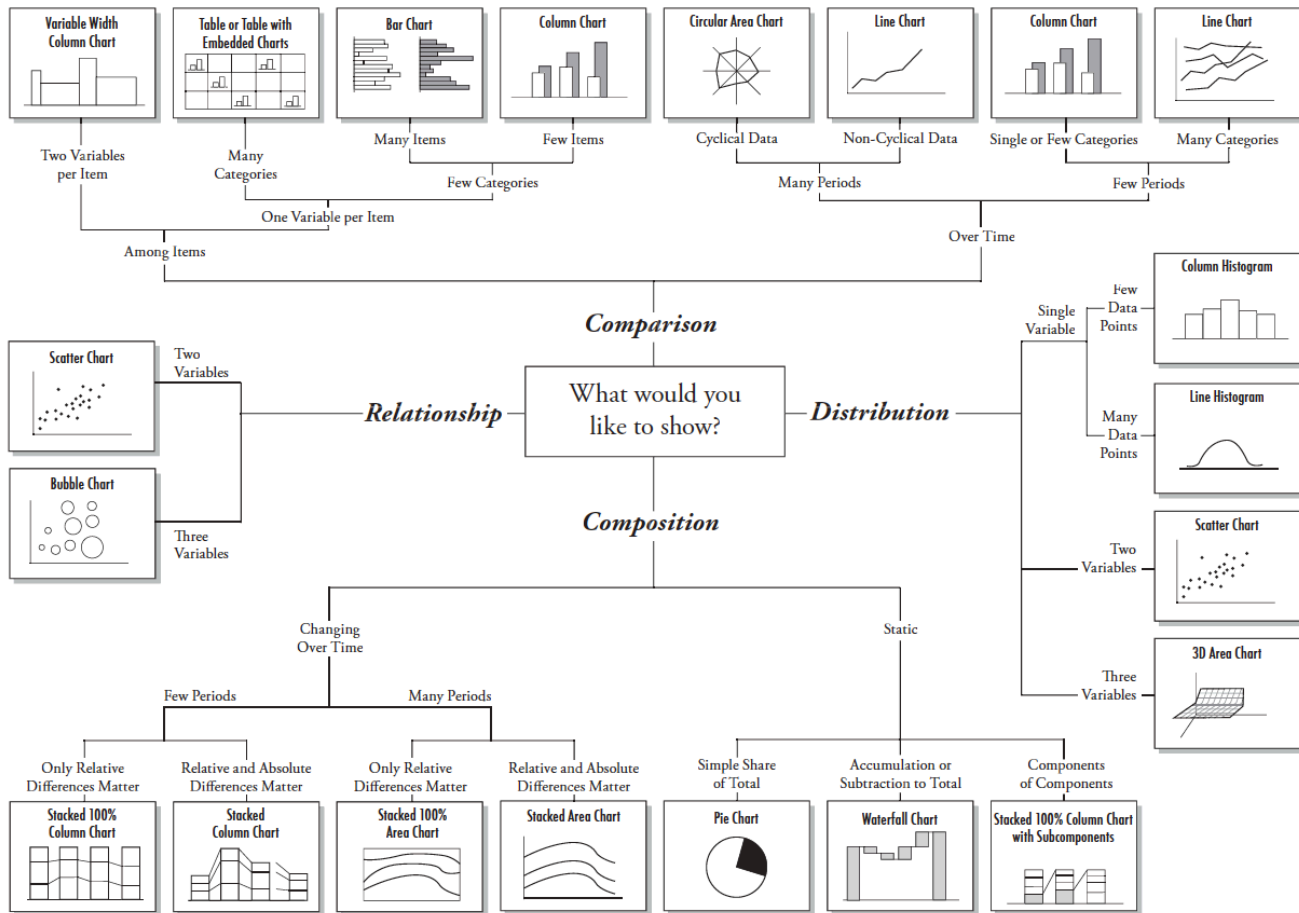 Variable Width
Column Chart
Table or Table with
Embedded Charts
Bar Chart
Column Chart
Circular Area Chart
Line Chart
Column Chart
Line Chart
Two Variables
per Item
Many
Categories
Many Items
Few Items
Cyclical Data
Non-Cyclical Data
Single or Few Categories
Many Categories
Few Categories
Many Periods
Few Periods
One Variable per Item
Among Items
Over Time
Comparison
What would you
like to show?
Relationship
Two
Variables
Scatter Chart
Three
Variables
Bubble Chart
Distribution
Single
Variable
Few
Data
Points
Column Histogram
Many
Data
Points
Line Histogram
Two
Variables
Scatter Chart
Three
Variables
3D Area Chart
Composition
Changing
Over Time
Static
Few Periods
Many Periods
Only Relative
Differences Matter
Relative and Absolute
Differences Matter
Only Relative
Differences Matter
Relative and Absolute
Differences Matter
Simple Share
of Total
Accumulation or
Subtraction to Total
Components
of Components
Stacked 100%
Column Chart
Stacked
Column Chart
Stacked 100%
Area Chart
Stacked Area Chart
Pie Chart
Waterfall Chart
Stacked 100% Column Chart
with Subcomponents